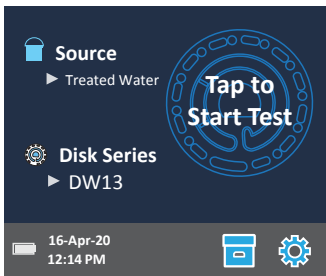 Source
Treated Water
Tap to
Start Test
Disk Series
DW13
16-Apr-20
12:14 PM